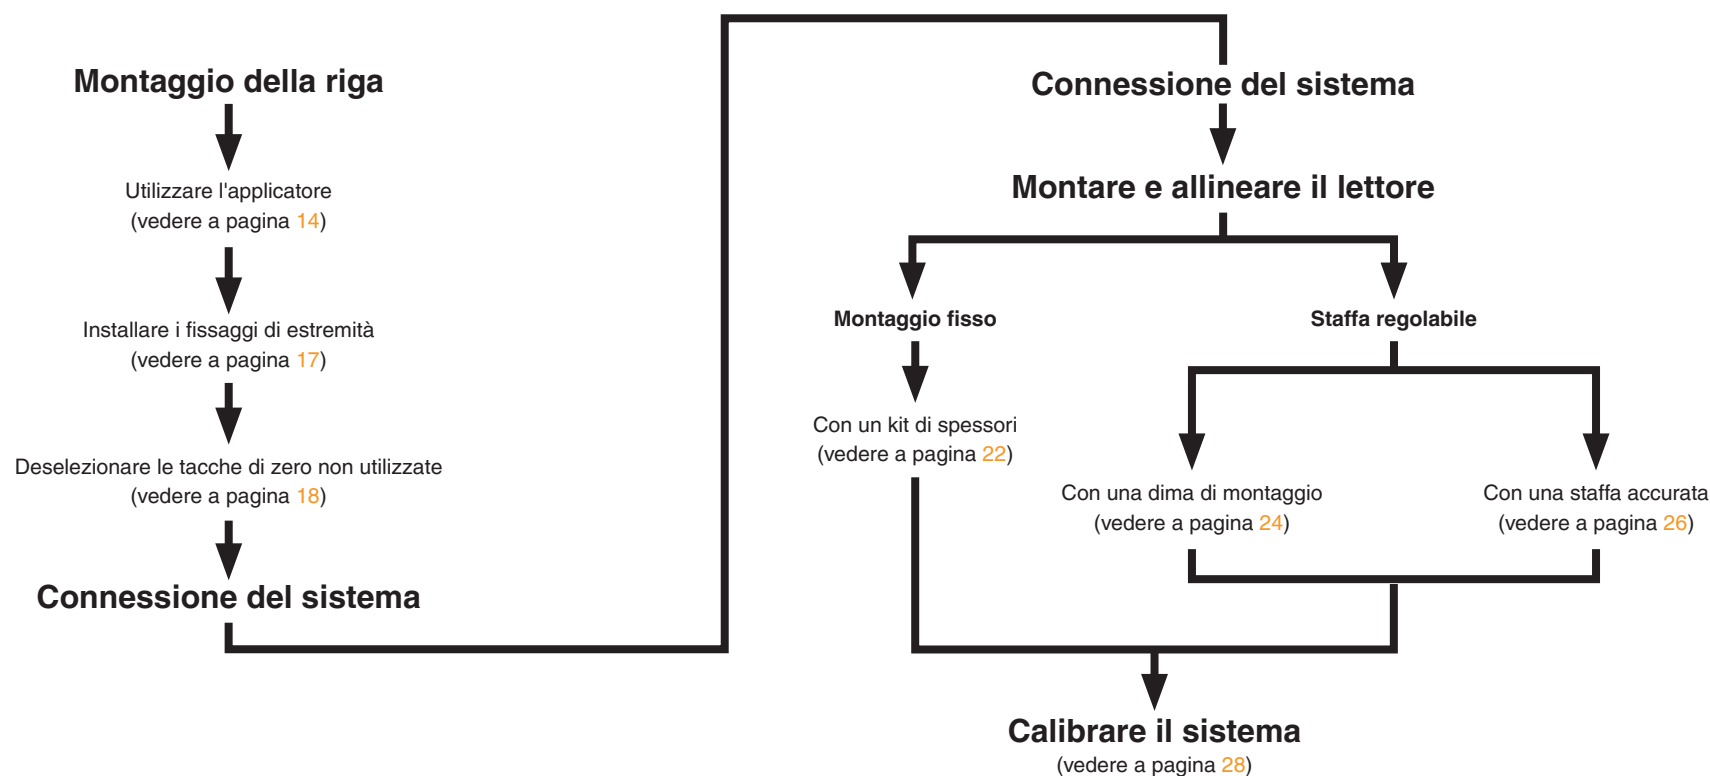 Montaggio della riga
Utilizzare l'applicatore
(vedere a pagina 14)
Installare i fissaggi di estremità
(vedere a pagina 17)
Deselezionare le tacche di zero non utilizzate
(vedere a pagina 18)
Connessione del sistema
Connessione del sistema
Montare e allineare il lettore
Montaggio fisso
Con un kit di spessori
(vedere a pagina 22)
Staffa regolabile
Con una dima di montaggio
(vedere a pagina 24)
Con una staffa accurata
(vedere a pagina 26)
Calibrare il sistema
(vedere a pagina 28)